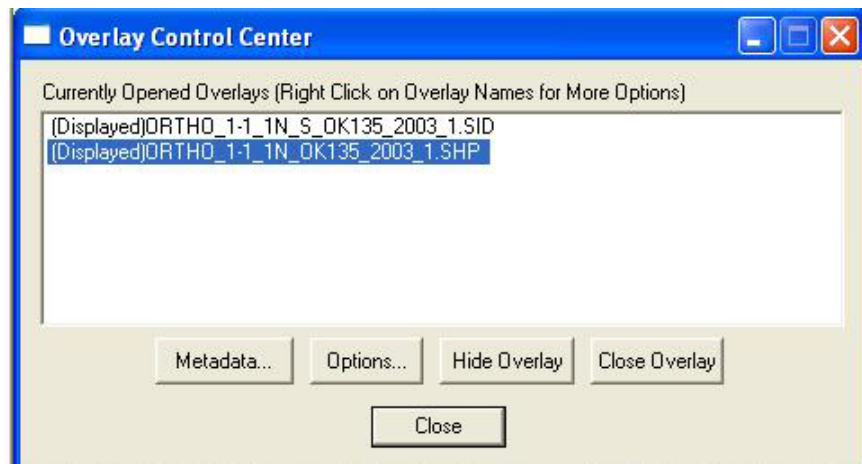 Overlay Control Center
Currently Opened Overlays (Right Click on Overlay Names for More Options)
(Displayed)ORTHO_1-1_1N_S_OK135_2003_1.SID
(Displayed)ORTHO_1-1_1N_OK135_2003_1.SHP
Metadata... Options... Hide Overlay Close Overlay
Close